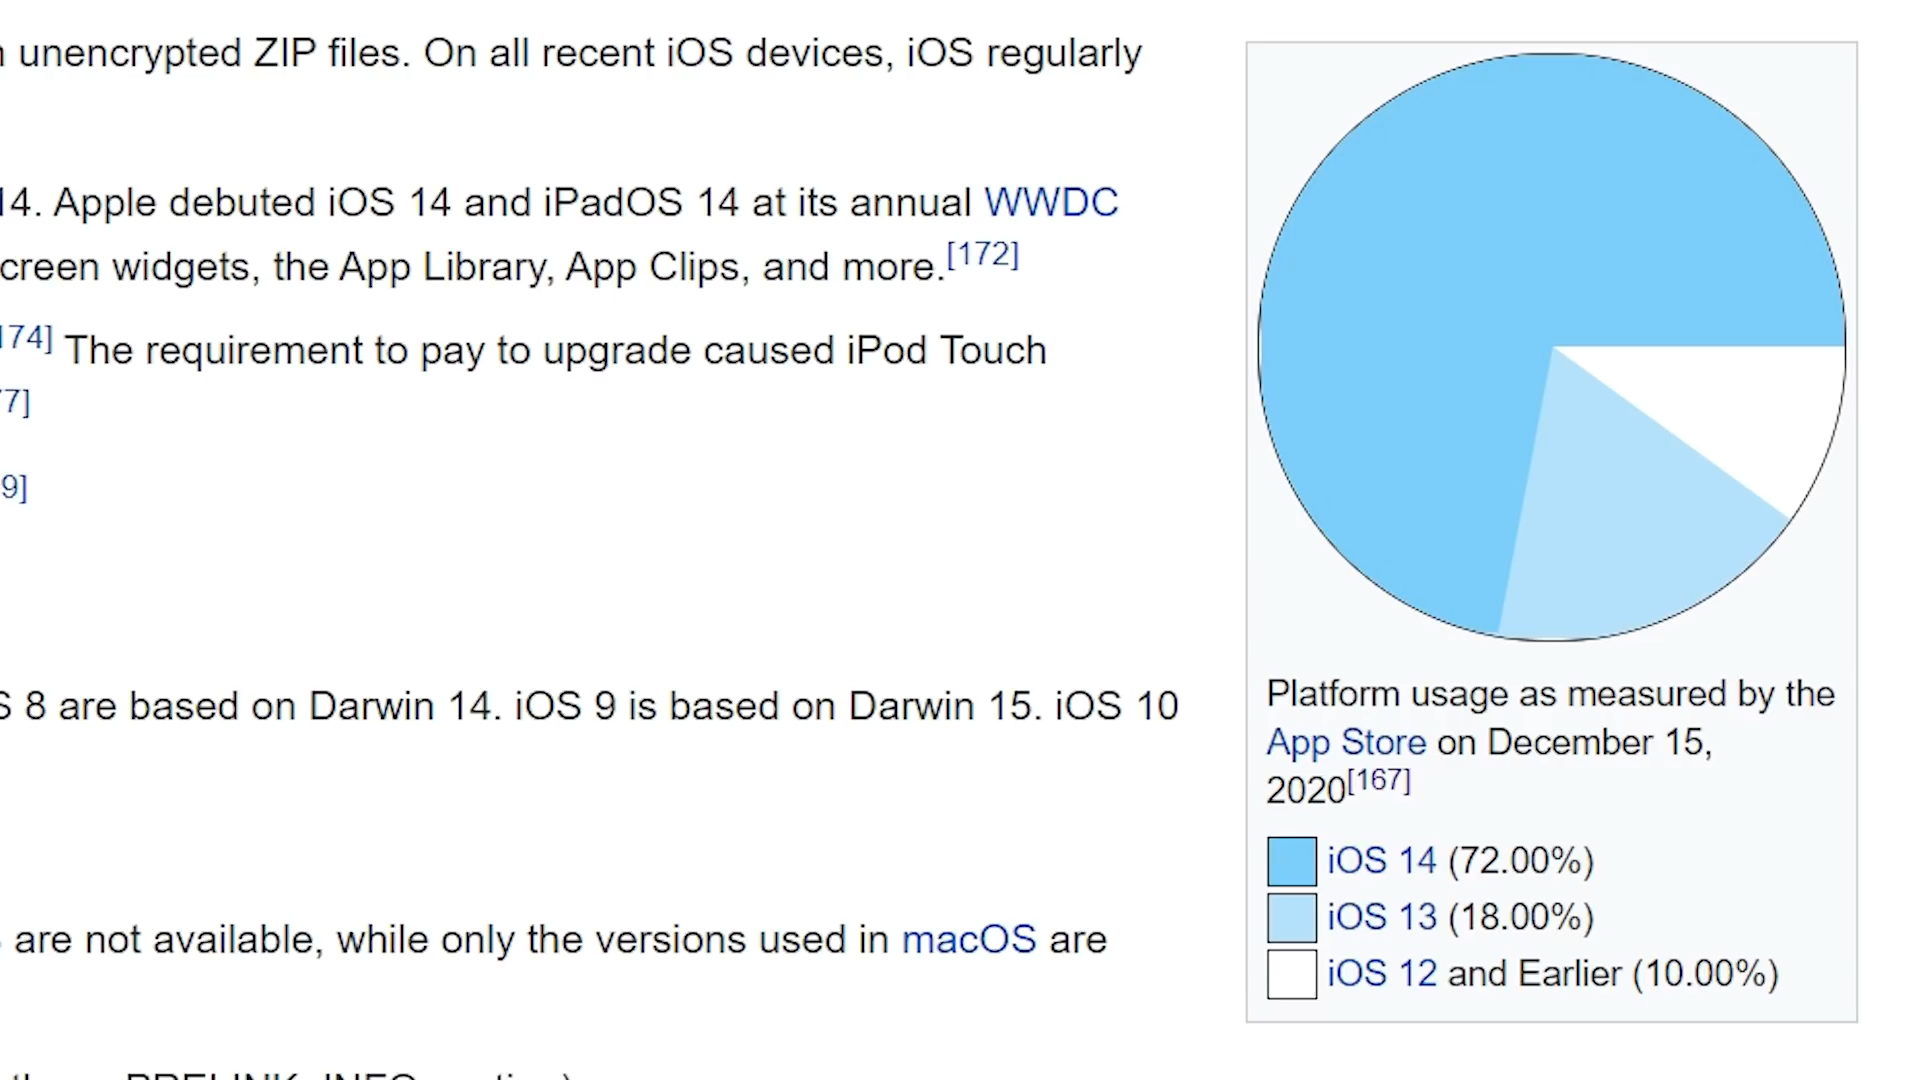 unencrypted ZIP files. On all recent iOS devices, iOS regularly
14. Apple debuted iOS 14 and iPadOS 14 at its annual WWDC
creen widgets, the App Library, App Clips, and more.[172]
174] The requirement to pay to upgrade caused iPod Touch
7]
9]
S 8 are based on Darwin 14. iOS 9 is based on Darwin 15. iOS 10
are not available, while only the versions used in macOS are
Platform usage as measured by the
App Store on December 15,
2020[167]
iOS 14 (72.00%)
iOS 13 (18.00%)
iOS 12 and Earlier (10.00%)